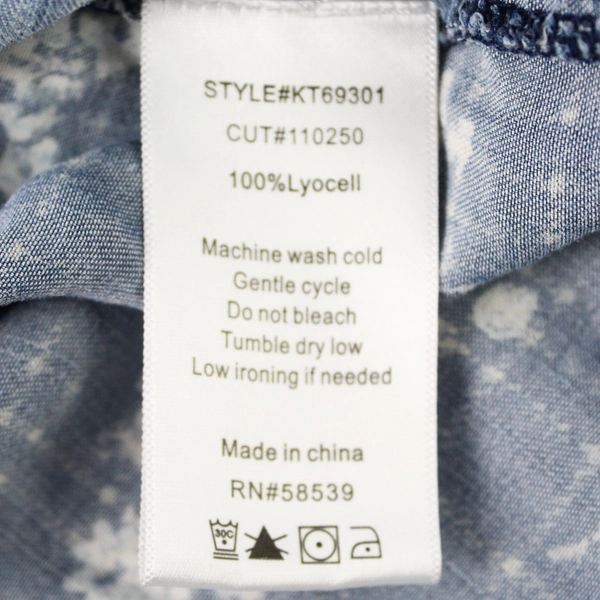 STYLE#KT69301
CUT#110250
100%Lyocell
Machine wash cold
Gentle cycle
Do not bleach
Tumble dry low
Low ironing if needed
Made in china
RN#58539
30C